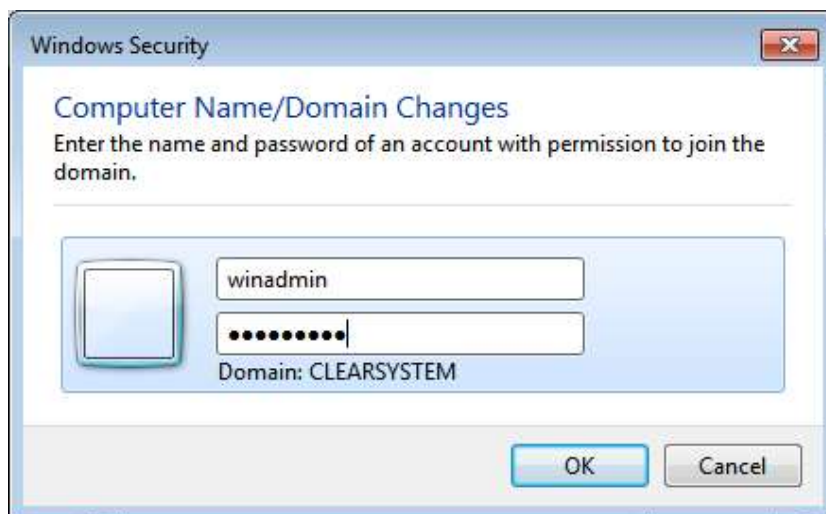 Windows Security
Computer Name/Domain Changes
Enter the name and password of an account with permission to join the
domain.
winadmin
●●●●●●●●●
Domain: CLEARSYSTEM
OK
Cancel